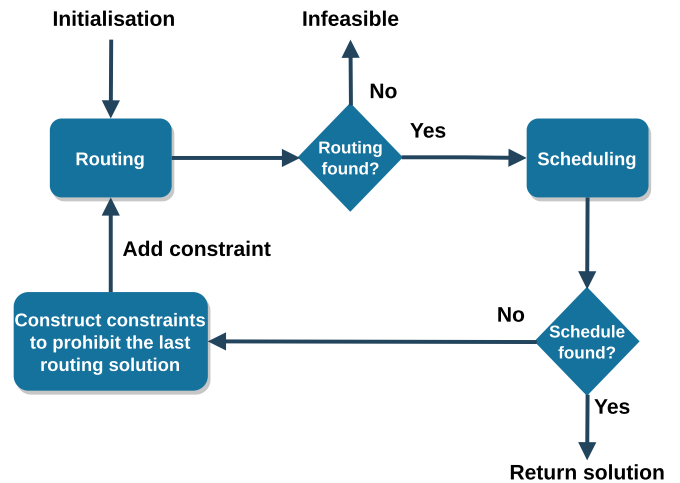 Initialisation
Infeasible
No
Routing
Routing
found?
Yes
Scheduling
Add constraint
Construct constraints
to prohibit the last
routing solution
No
Schedule
found?
Yes
Return solution